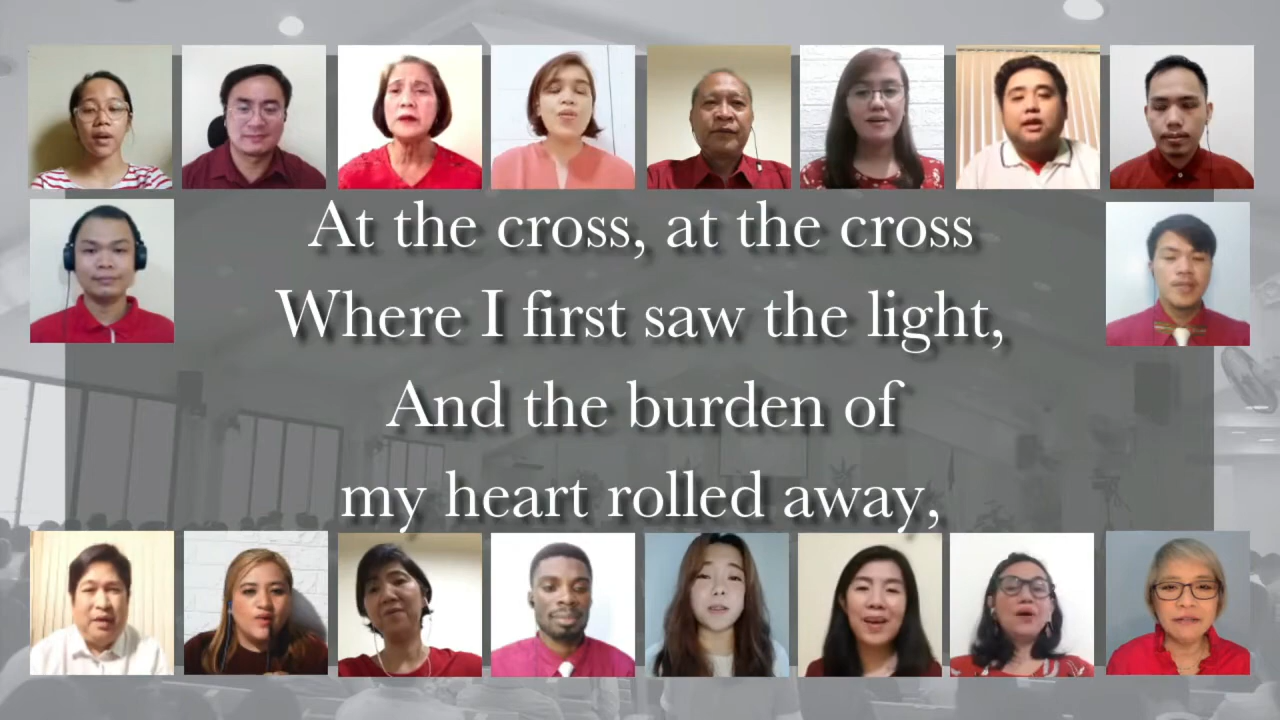 At the cross, at the cross
Where I first saw the light,
And the burden of
my heart rolled away,